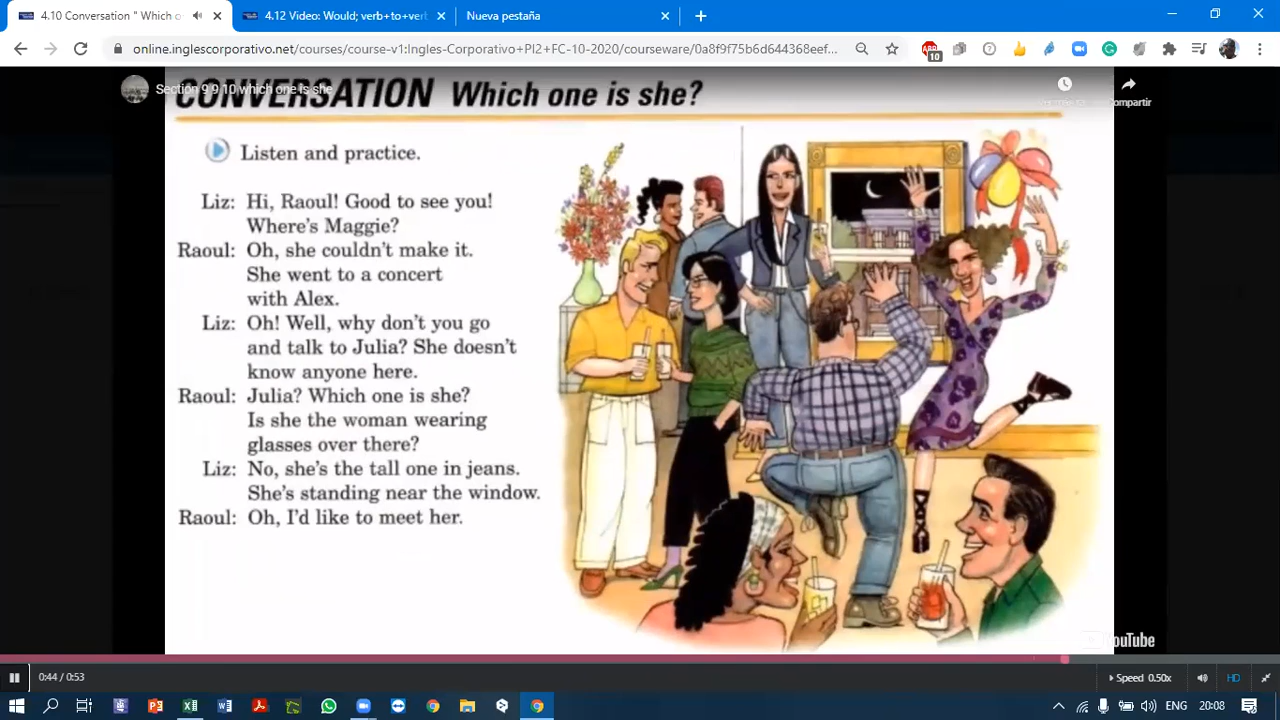 4.10 Conversation " Which o
4.12 Video: Would; verb+to+ver
Nueva pestaña
online.inglescorporativo.net/courses/course-v1:Ingles-Corporativo+PI2+FC-10-2020/courseware/0a8f9f75b6d644368eef...
10
Section 9 9 10 which one is she
CONVERSATION Which one is she?
ompartir
Listen and practice.
Liz: Hi, Raoul! Good to see you!
Where's Maggie?
Raoul: Oh, she couldn't make it.
She went to a concert
with Alex.
Liz: Oh! Well, why don't you go
and talk to Julia? She doesn't
know anyone here.
Raoul: Julia? Which one is she?
Is she the woman wearing
glasses over there?
Liz: No, she's the tall one in jeans.
She's standing near the window.
Raoul: Oh, I'd like to meet her.
YouTube
0:44 / 0:53
Speed 0.50x
HD
ENG 20:08